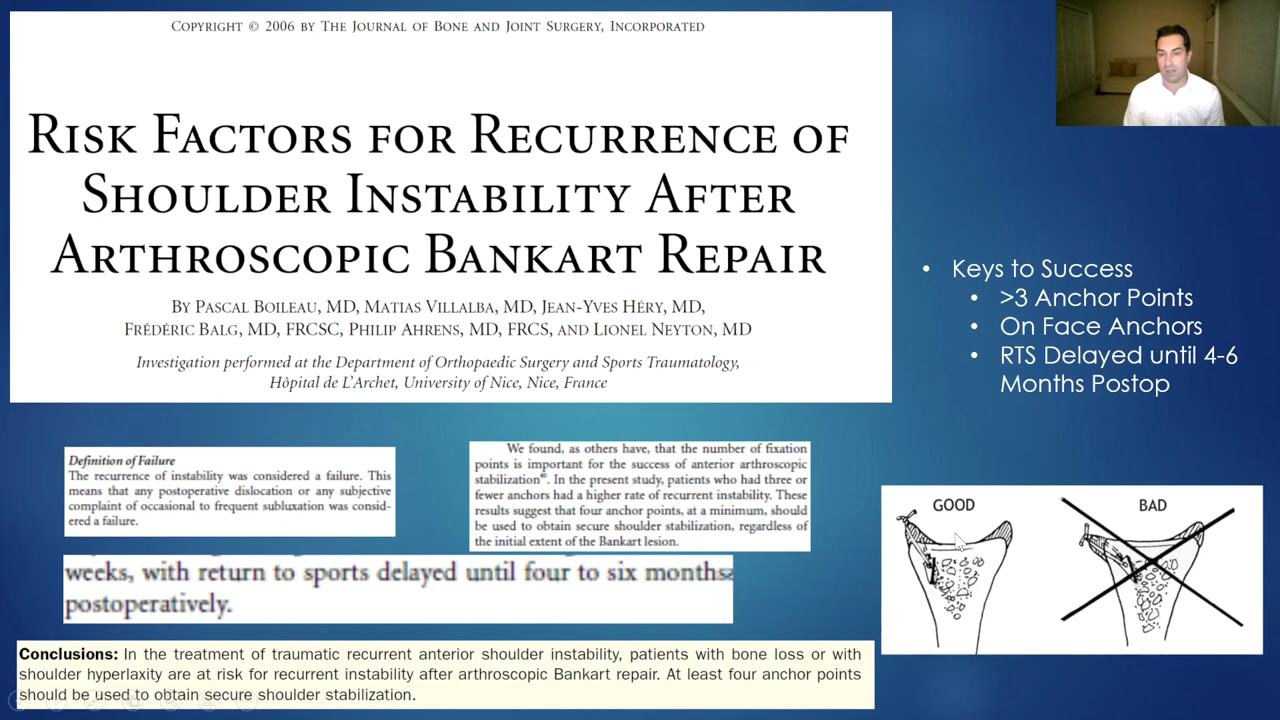 COPYRIGHT © 2006 BY THE JOURNAL OF BONE AND JOINT SURGERY, INCORPORATED
RISK FACTORS FOR RECURRENCE OF
SHOULDER INSTABILITY AFTER
ARTHROSCOPIC BANKART REPAIR
BY PASCAL BOILEAU, MD, MATIAS VILLALBA, MD, JEAN-YVES HÉRY, MD,
FRÉDÉRIC BALG, MD, FRCSC, PHILIP AHRENS, MD, FRCS, AND LIONEL NEYTON, MD
Investigation performed at the Department of Orthopaedic Surgery and Sports Traumatology,
Hôpital de L'Archet, University of Nice, Nice, France
• Keys to Success
• >3 Anchor Points
• On Face Anchors
• RTS Delayed until 4-6
Months Postop
Definition of Failure
The recurrence of instability was considered a failure. This
means that any postoperative dislocation or any subjective
complaint of occasional to frequent subluxation was consid-
ered a failure.
We found, as others have, that the number of fixation
points is important for the success of anterior arthroscopic
stabilization. In the present study, patients who had three or
fewer anchors had a higher rate of recurrent instability. These
results suggest that four anchor points, at a minimum, should
be used to obtain secure shoulder stabilization, regardless of
the initial extent of the Bankart lesion.
weeks, with return to sports delayed until four to six months
postoperatively.
GOOD
BAD
Conclusions: In the treatment of traumatic recurrent anterior shoulder instability, patients with bone loss or with
shoulder hyperlaxity are at risk for recurrent instability after arthroscopic Bankart repair. At least four anchor points
should be used to obtain secure shoulder stabilization.